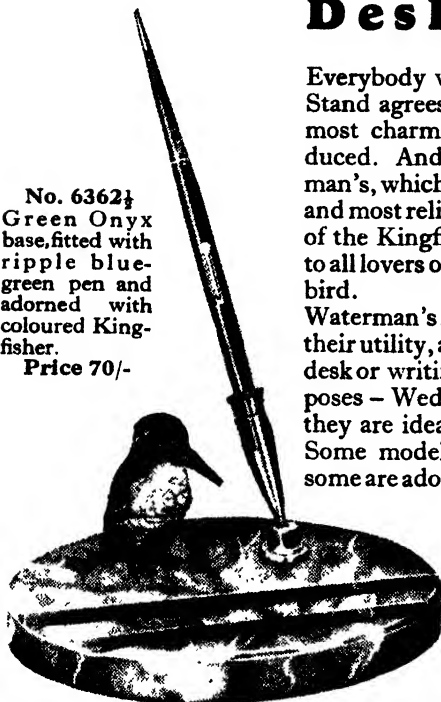 Des
No. 6362½
Green Onyx
base, fitted with
ripple blue-
green pen and
adorned with
coloured King-
fisher.
Price 70/-
Everybody
Stand agrees
most charm
duced. And
man's, which
and most reli
of the Kingf
to all lovers o
bird.
Waterman's
their utility, a
desk or writi
poses – Wed
they are idea
Some model
some are ado